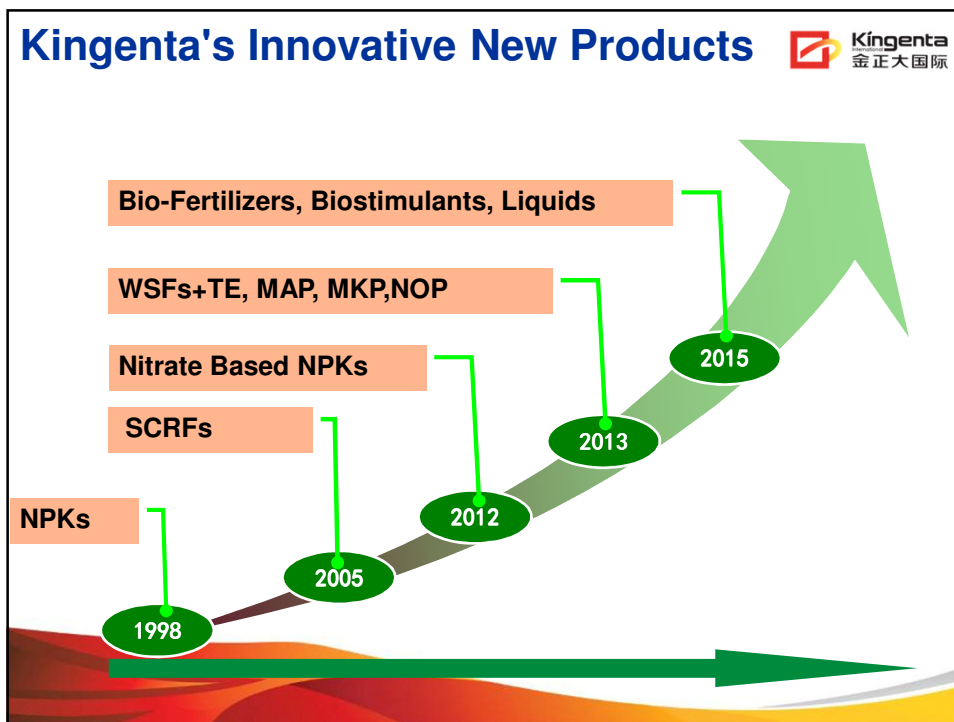 Kingenta's Innovative New Products
Kingenta
International
金正大国际
Bio-Fertilizers, Biostimulants, Liquids
WSFs+TE, MAP, MKP,NOP
Nitrate Based NPKs
SCRFs
NPKs
2015
2013
2012
2005
1998